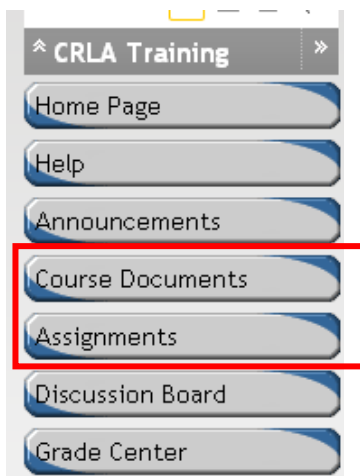 CRLA Training
Home Page
Help
Announcements
Course Documents
Assignments
Discussion Board
Grade Center